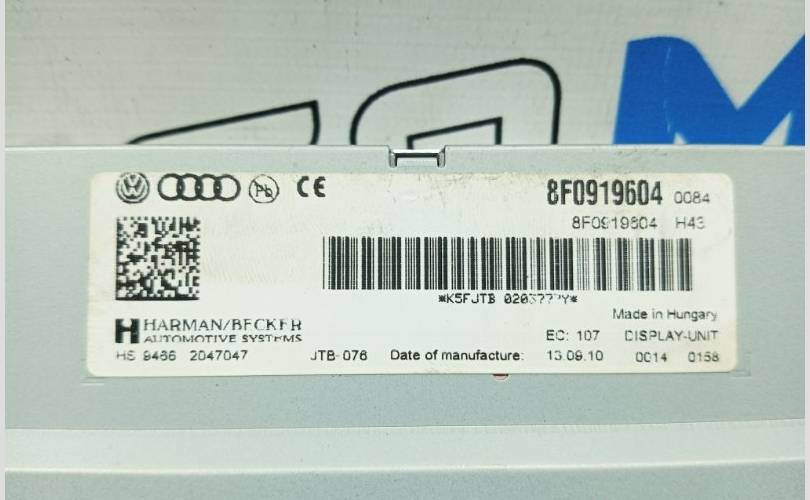 8F0919604 0084
8F0919604 H43
Pb CE
Made in Hungary
HARMAN/BECKER
AUTOMOTIVE SYSTEMS
EC: 107 DISPLAY-UNIT
HS 9466 2047047 JTB-076 Date of manufacture: 13.09.10 0014 0158